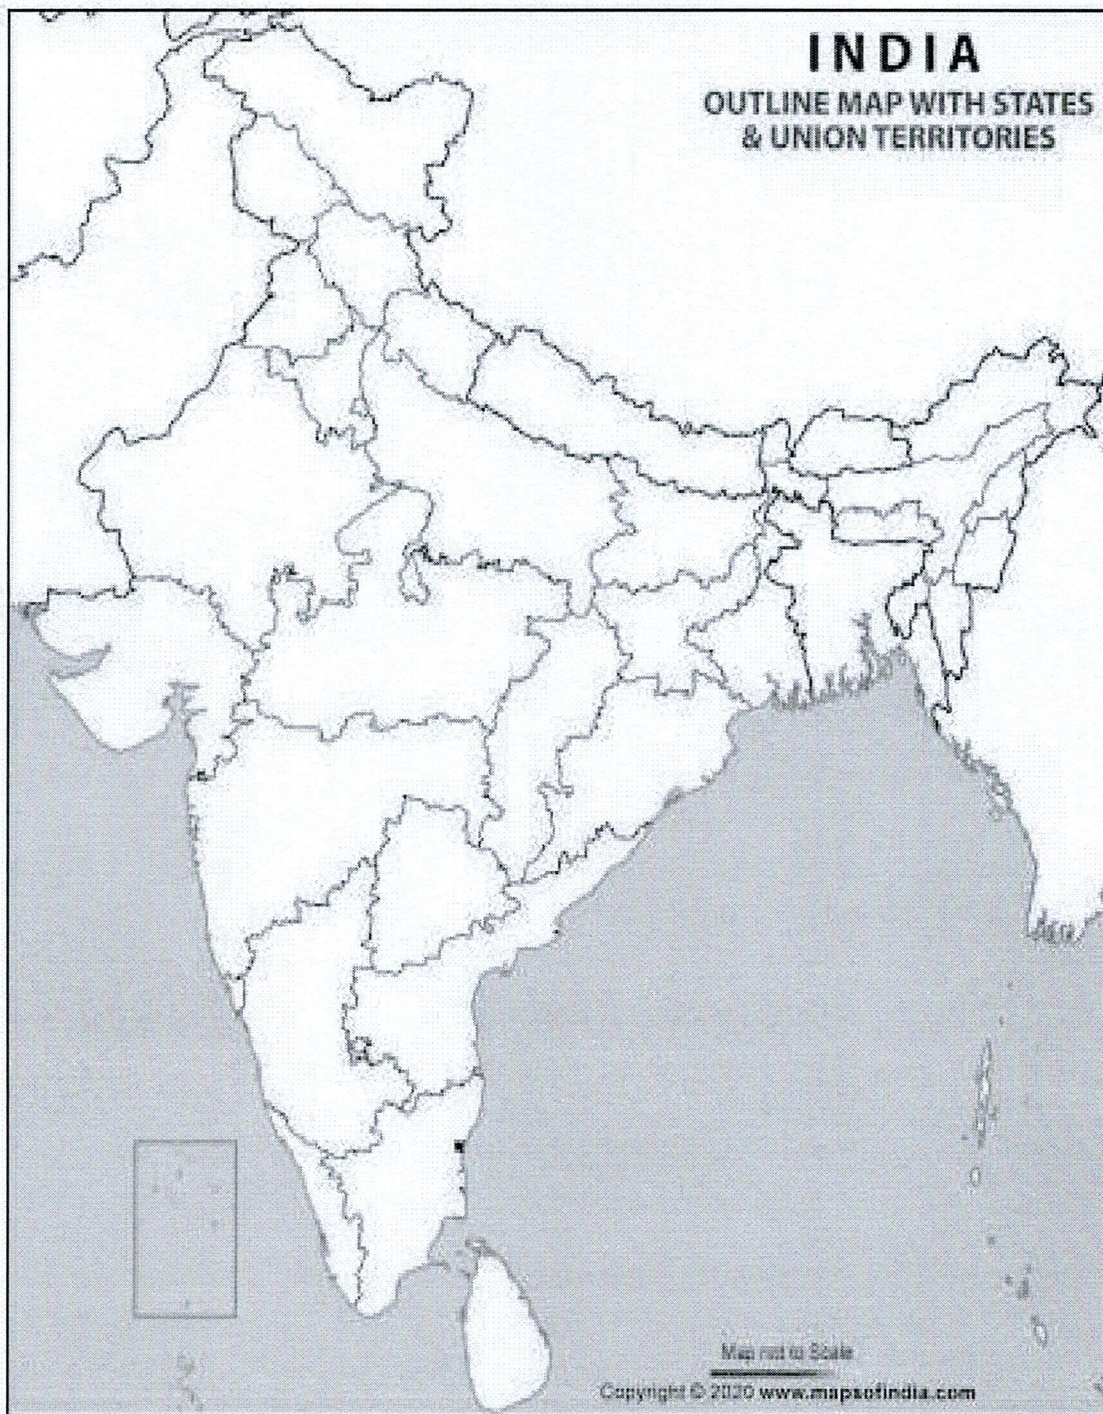 INDIA
OUTLINE MAP WITH STATES
& UNION TERRITORIES
Map not to Scale
Copyright © 2020 www.mapsofindia.com